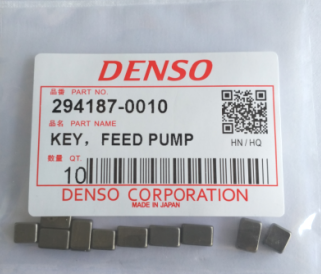 DENSO
品番 PART NO.
294187-0010
品名 PART NAME
KEY, FEED PUMP
HN / HQ
数量 QT.
10
DENSO CORPORATION
MADE IN JAPAN